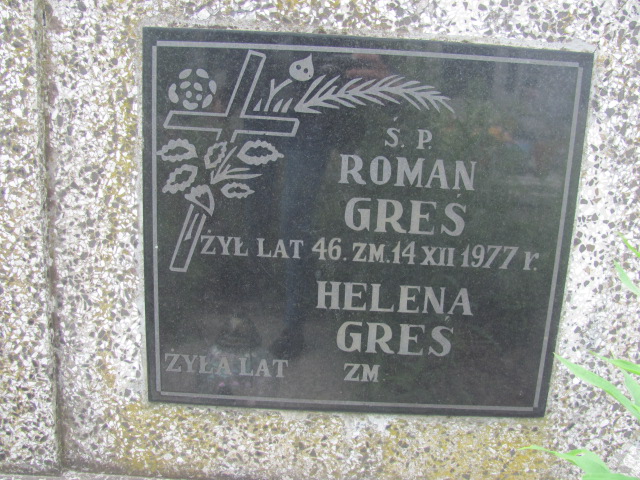 Ś. P.
ROMAN
GREŚ
ŻYŁ LAT 46. ZM. 14 XII 1977 r.
HELENA
GREŚ
ŻYŁA LAT ZM